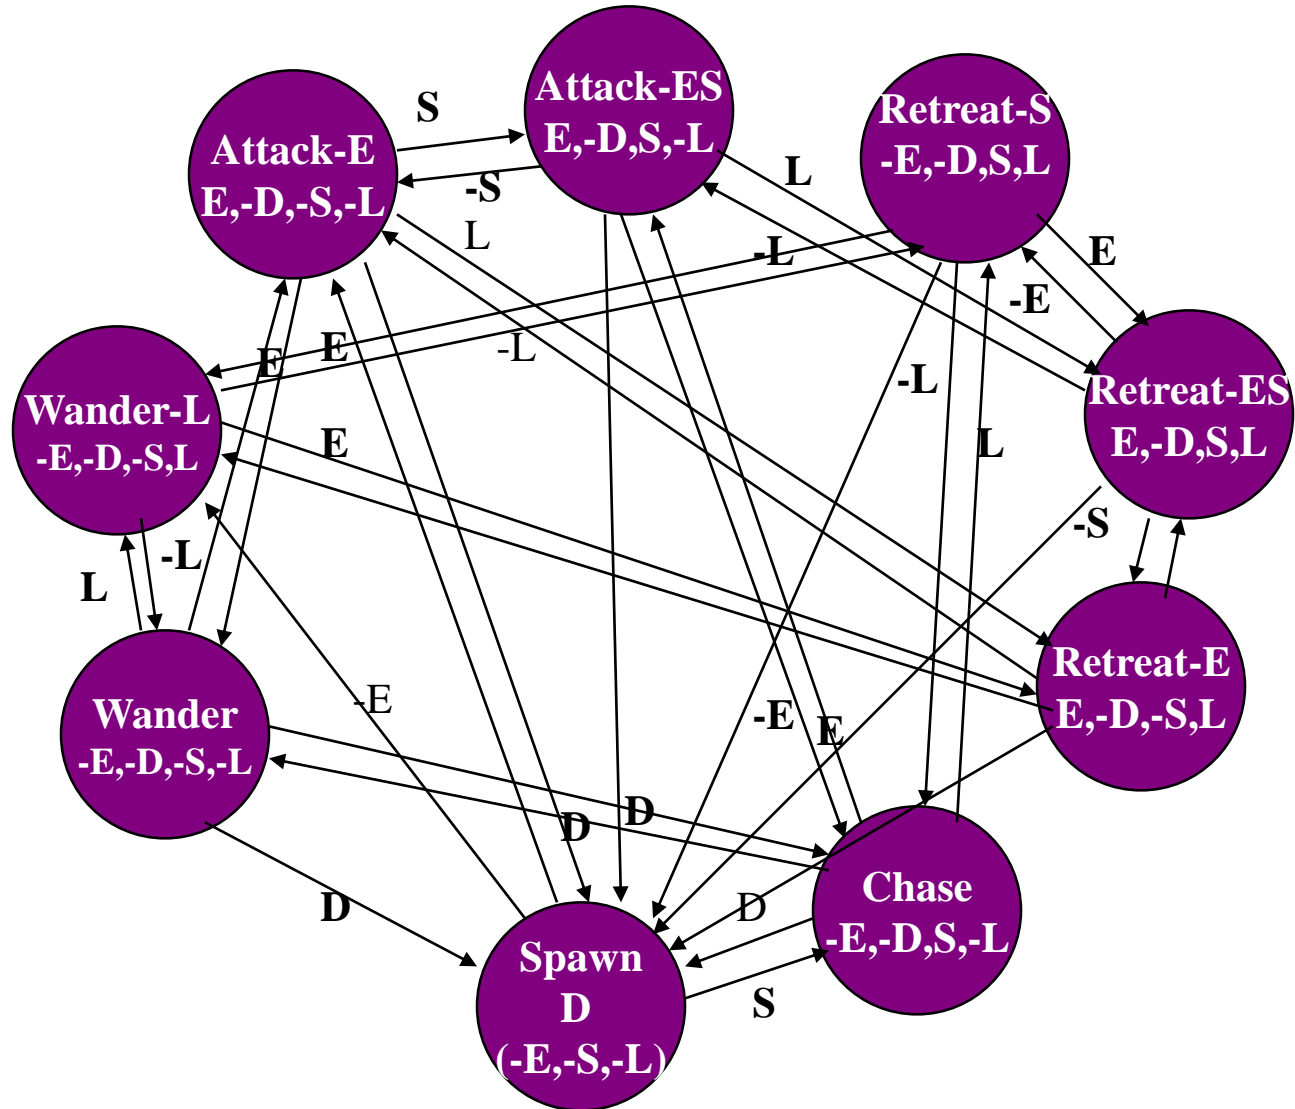 Attack-ES
E,-D,S,-L
Retreat-S
-E,-D,S,L
S
Attack-E
E,-D,-S,-L
-S
L
L
-L
E
-E
E
E
-L
-L
Retreat-ES
E,-D,S,L
Wander-L
-E,-D,-S,L
E
L
-S
-L
L
Retreat-E
E,-D,-S,L
-E
-E
E
Wander
-E,-D,-S,-L
D
D
D
D
Chase
-E,-D,S,-L
Spawn
D
(-E,-S,-L)
S